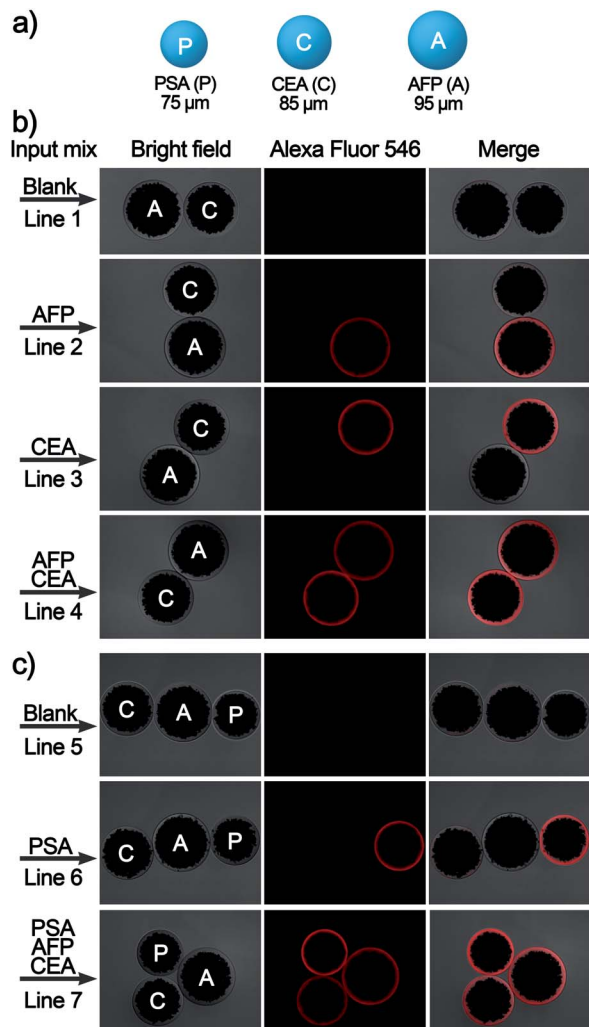 a)
P
C
A
PSA (P)
75 µm
CEA (C)
85 µm
AFP (A)
95 µm
b)
Input mix Bright field Alexa Fluor 546 Merge
Blank
Line 1
A C
AFP
Line 2
C
A
CEA
Line 3
C
A
AFP
CEA
Line 4
A
C
c)
Blank
Line 5
C A P
PSA
Line 6
C A P
PSA
AFP
CEA
Line 7
P
A
C